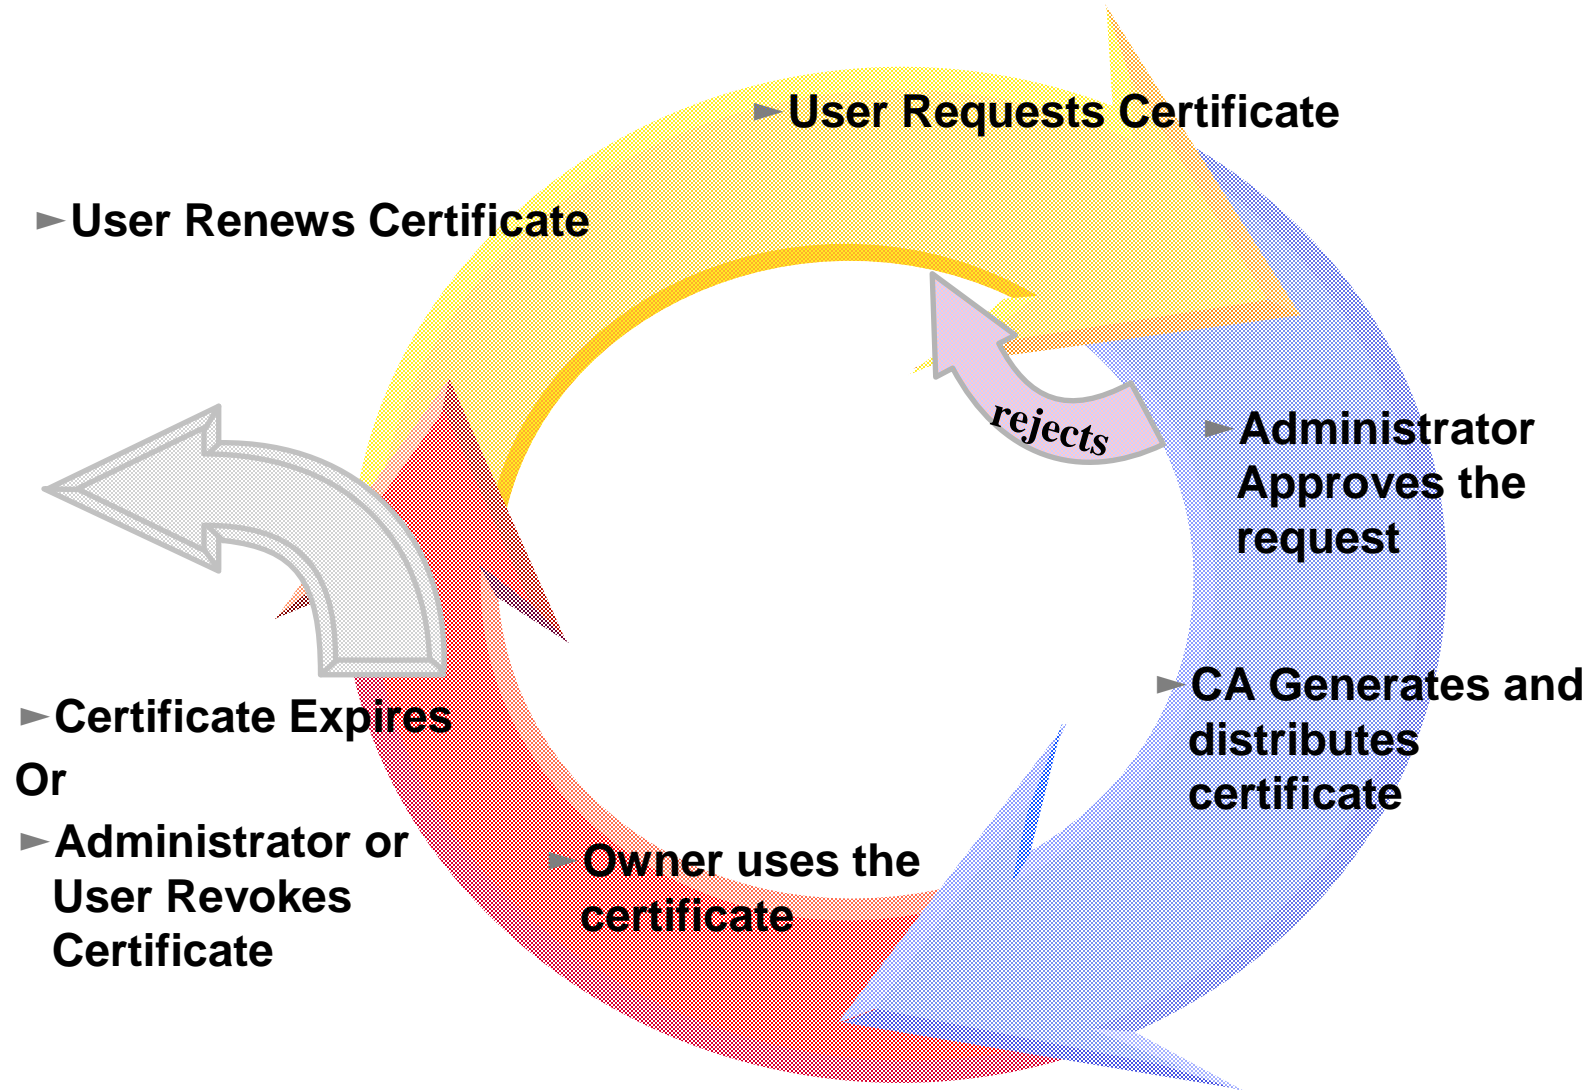 ►User Requests Certificate
►User Renews Certificate
rejects
►Administrator
Approves the
request
►CA Generates and
distributes
certificate
►Certificate Expires
Or
►Administrator or
User Revokes
Certificate
►Owner uses the
certificate